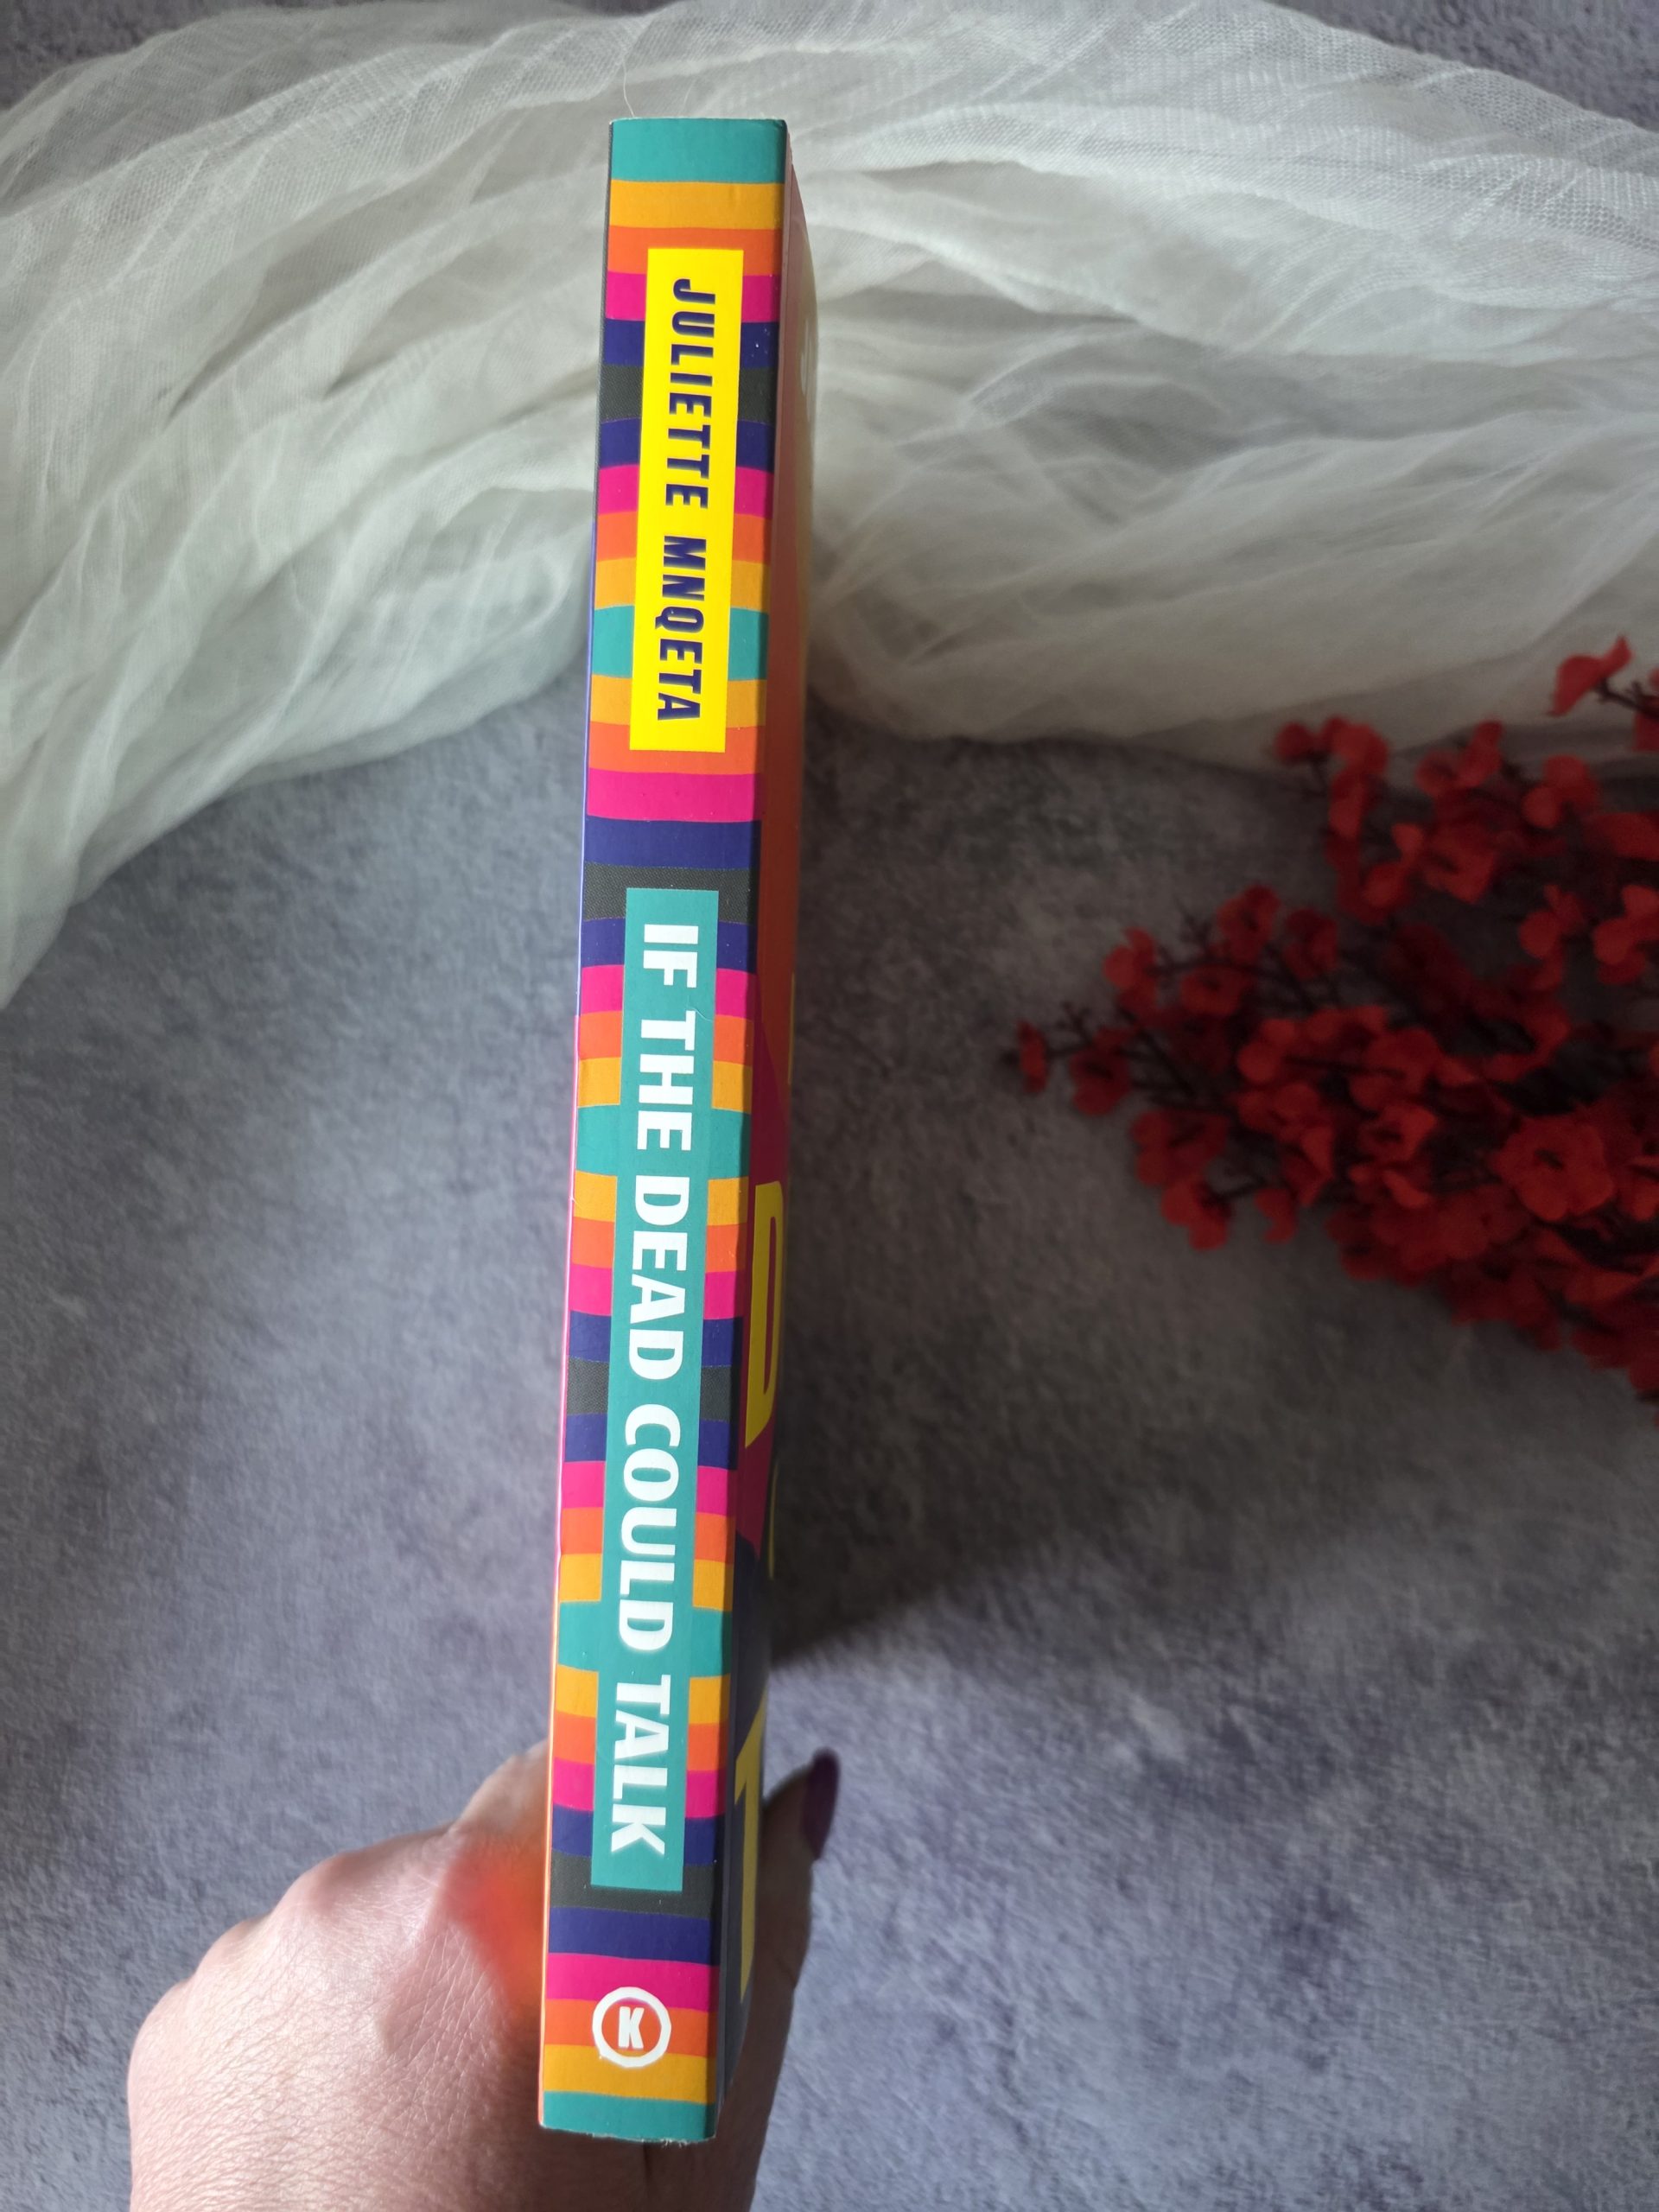 JULIETTE MNQETA
IF THE DEAD COULD TALK
K